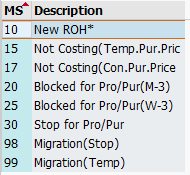 MS Description
10 New ROH*
15 Not Costing(Temp.Pur.Pric
17 Not Costing(Con.Pur.Price
20 Blocked for Pro/Pur(M-3)
25 Blocked for Pro/Pur(W-3)
30 Stop for Pro/Pur
98 Migration(Stop)
99 Migration(Temp)